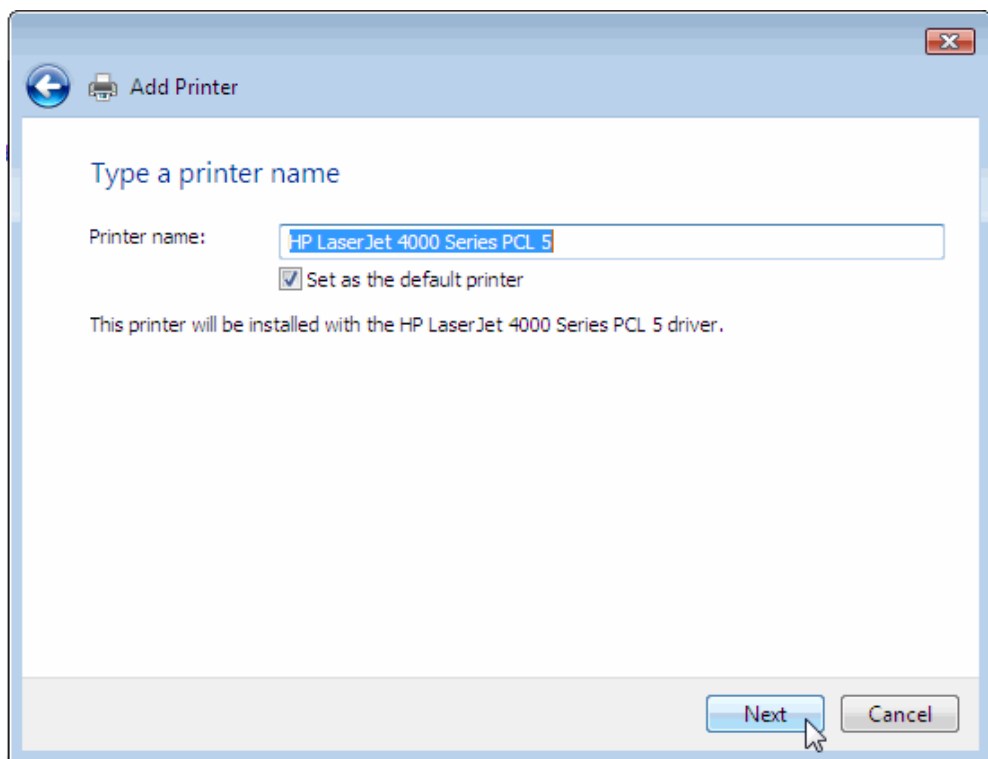 Add Printer
Type a printer name
Printer name:
HP LaserJet 4000 Series PCL 5
Set as the default printer
This printer will be installed with the HP LaserJet 4000 Series PCL 5 driver.
Next
Cancel